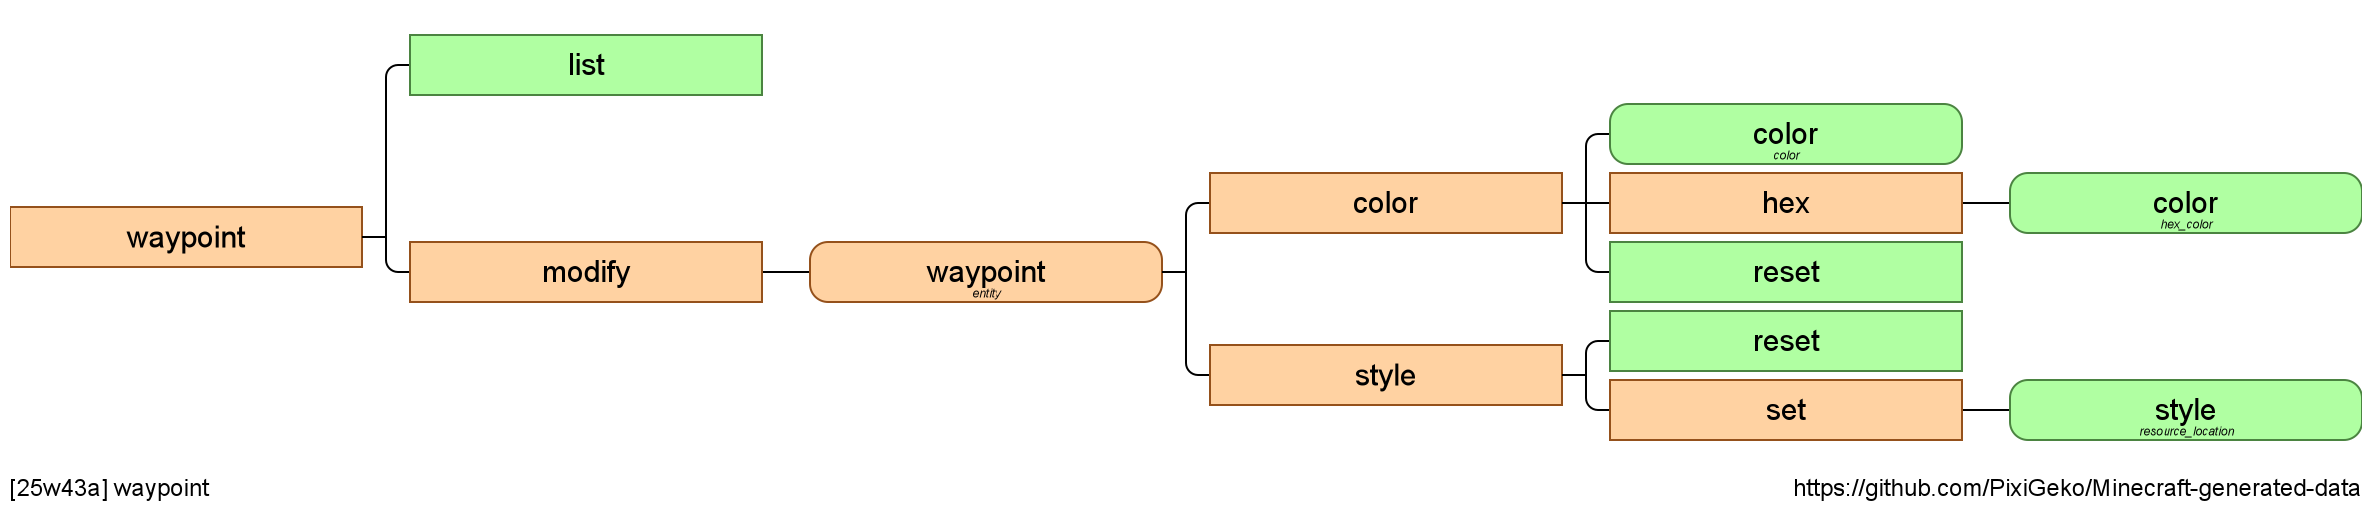 list
color
color
waypoint
modify
waypoint
entity
color
hex
color
hex_color
reset
style
reset
set
style
resource_location
[25w43a] waypoint
https://github.com/PixiGeko/Minecraft-generated-data